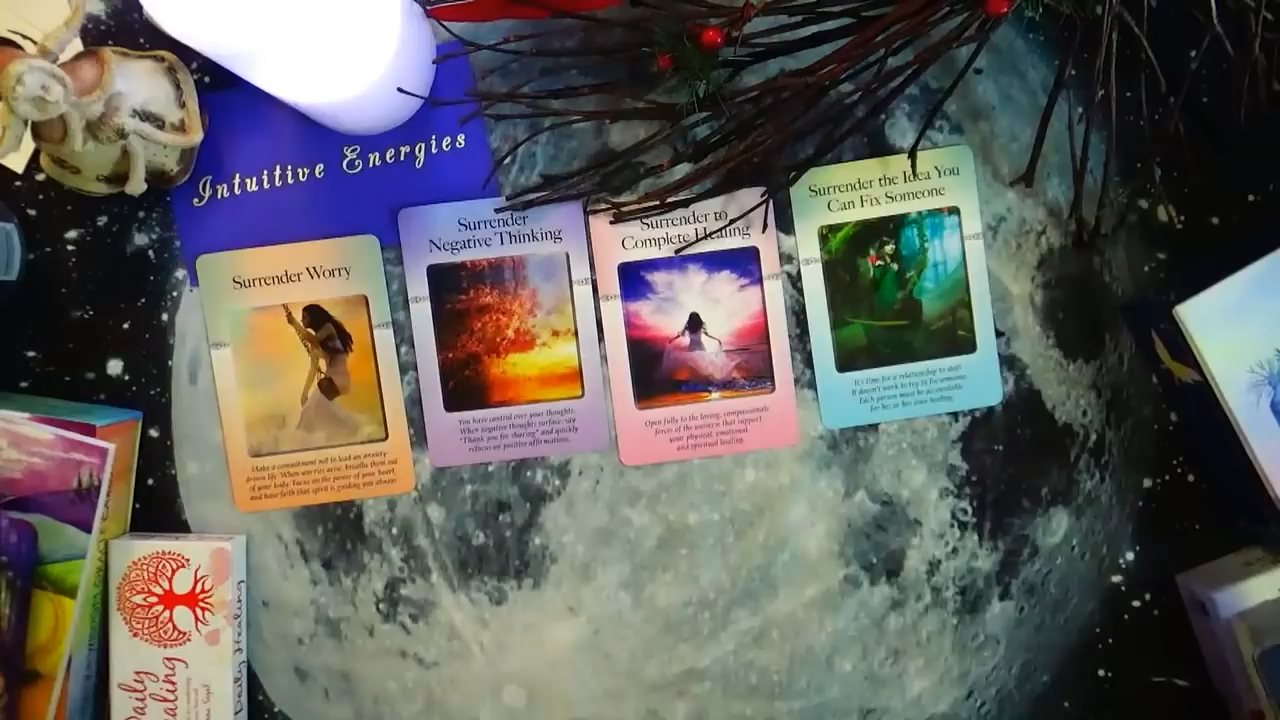 Intuitive Energies
Surrender Worry
Make a commitment not to lead an anxiety
driven life. When worries arise, breathe them out
of your body. Focus on the power of your heart,
and have faith that spirit is guiding you always.
Surrender
Negative Thinking
You have control over your thoughts.
When negative thoughts surface, say
"Thank you for sharing" and quickly
refocus on positive affirmations.
Surrender to
Complete Healing
Open fully to the loving, compassionate
forces of the universe that support
your physical, emotional,
and spiritual healing.
Surrender the Idea You
Can Fix Someone
It's time for a relationship to shift.
It doesn't work to try to fix someone.
Each person must be accountable
for his or her own healing.
Daily
Healing
Daily Healing